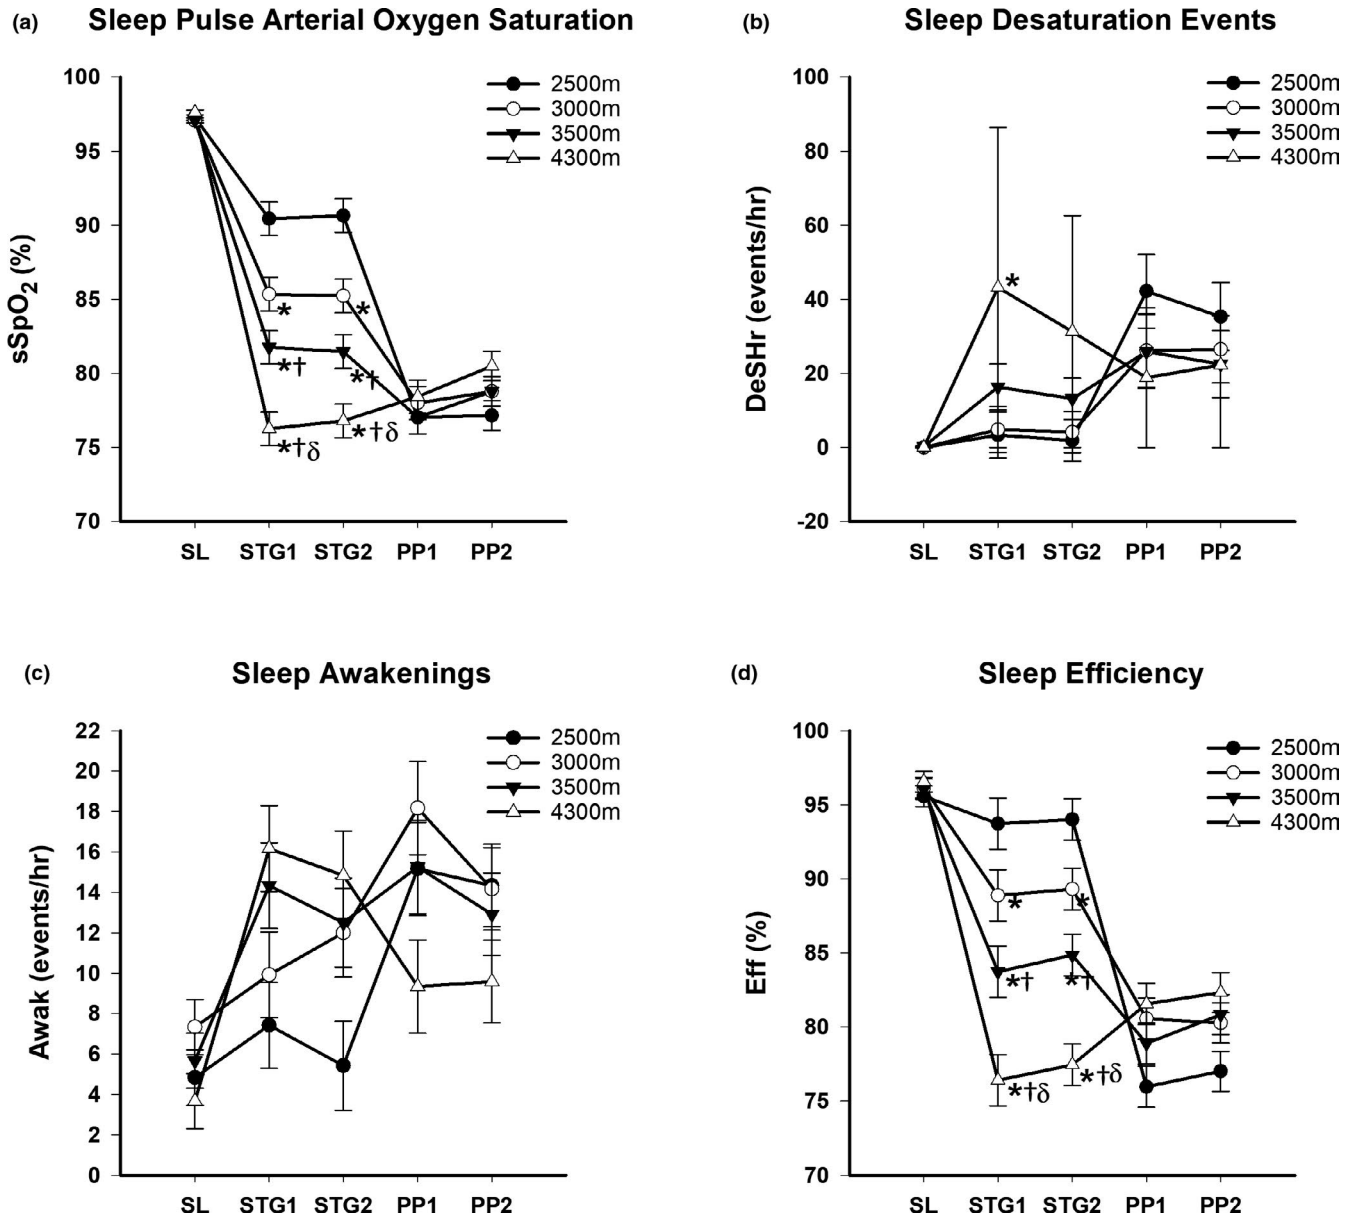 (a) Sleep Pulse Arterial Oxygen Saturation
sSpO2 (%)
100
95
90
85
80
75
70
2500m
3000m
3500m
4300m
*
*
*†
*†
*†δ
*†δ
SL STG1 STG2 PP1 PP2
(b) Sleep Desaturation Events
DeSHr (events/hr)
100
80
60
40
20
0
-20
2500m
3000m
3500m
4300m
*
SL STG1 STG2 PP1 PP2
(c) Sleep Awakenings
Awak (events/hr)
22
20
18
16
14
12
10
8
6
4
2
0
2500m
3000m
3500m
4300m
SL STG1 STG2 PP1 PP2
(d) Sleep Efficiency
Eff (%)
100
95
90
85
80
75
70
2500m
3000m
3500m
4300m
*
*
*†
*†
*†δ
*†δ
SL STG1 STG2 PP1 PP2